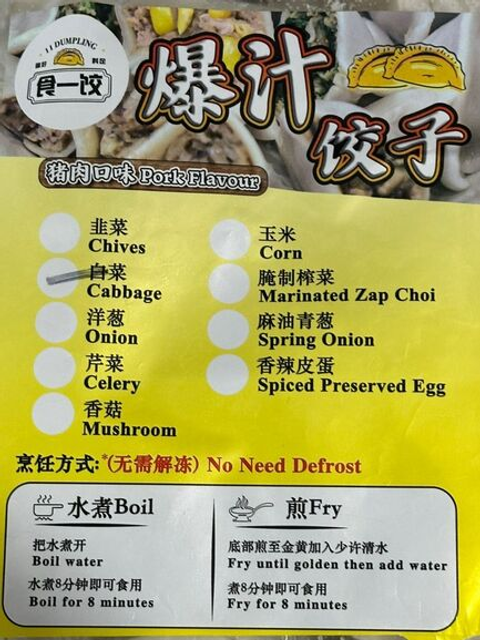 11 DUMPLING
食一饺
爆汁
饺子
猪肉口味 Pork Flavour
韭菜
Chives
白菜
Cabbage
洋葱
Onion
芹菜
Celery
香菇
Mushroom
玉米
Corn
腌制榨菜
Marinated Zap Choi
麻油青葱
Spring Onion
香辣皮蛋
Spiced Preserved Egg
烹饪方式:*(无需解冻) No Need Defrost
水煮Boil
把水煮开
Boil water
水煮8分钟即可食用
Boil for 8 minutes
煎Fry
底部煎至金黄加入少许清水
Fry until golden then add water
煮8分钟即可食用
Fry for 8 minutes